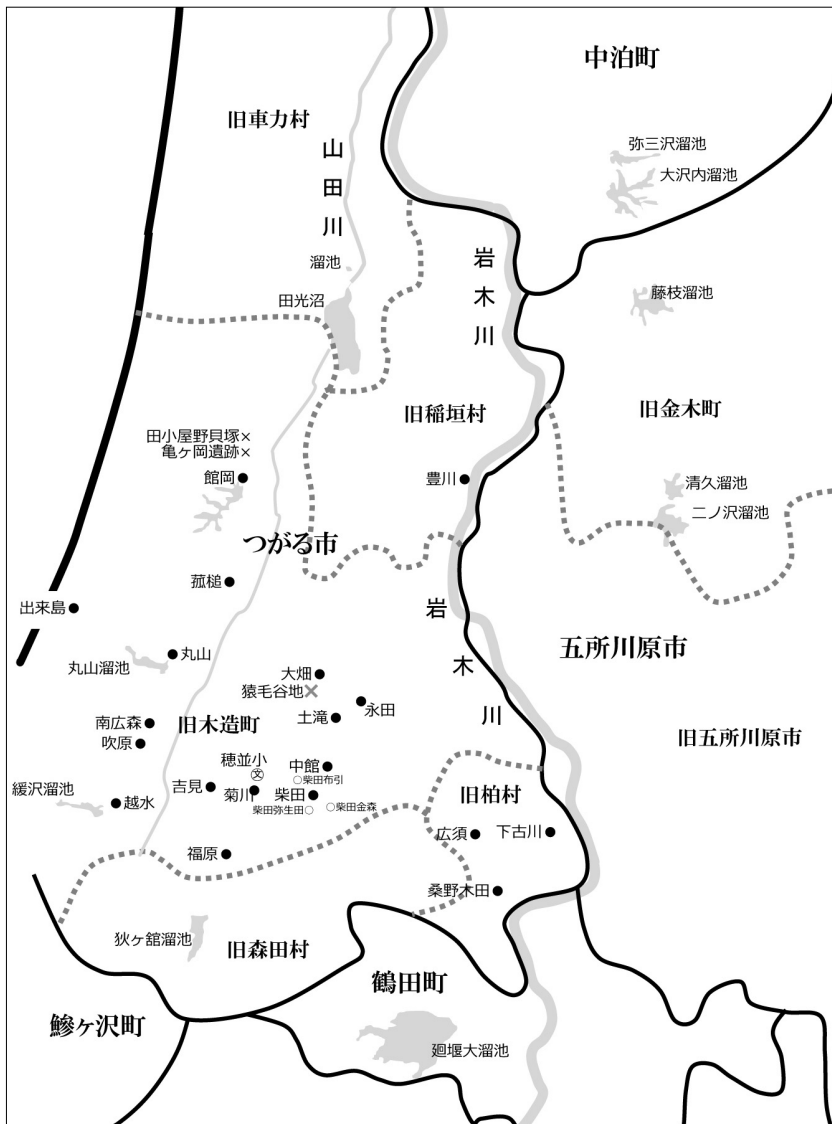 中泊町
旧車力村
山田川
弥三沢溜池
大沢内溜池
溜池
田光沼
岩木川
藤枝溜池
旧稲垣村
旧金木町
田小屋野貝塚×
亀ヶ岡遺跡×
館岡
豊川
清久溜池
二ノ沢溜池
つがる市
菰槌
出来島
岩木川
丸山
丸山溜池
五所川原市
大畑
猿毛谷地
永田
土滝
南広森
旧木造町
吹原
旧五所川原市
穂並小
文
中館
柴田布引
緩沢溜池
吉見
菊川
柴田
旧柏村
越水
柴田弥生田
柴田金森
広須
下古川
福原
桑野木田
狄ヶ舘溜池
旧森田村
鶴田町
鰺ヶ沢町
廻堰大溜池